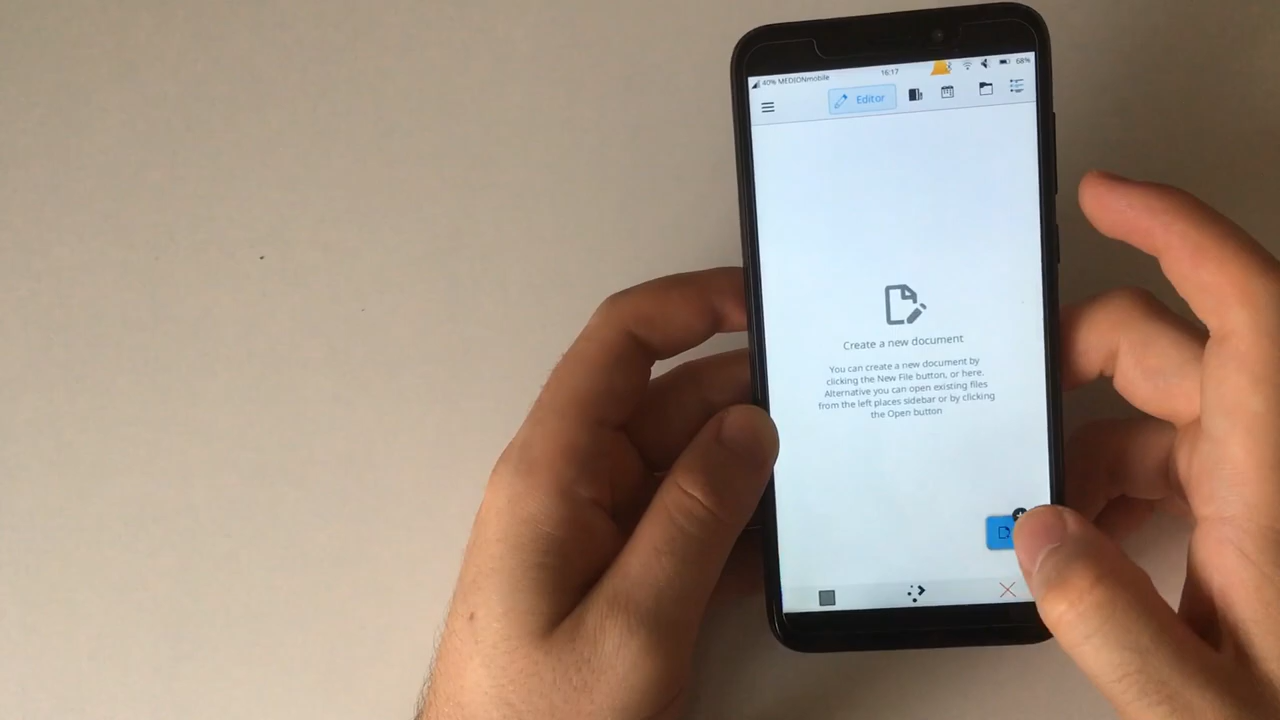 40% MEDIONmobile 16:17 68%
Editor
Create a new document
You can create a new document by
clicking the New File button, or here.
Alternative you can open existing files
from the left places sidebar or by clicking
the Open button